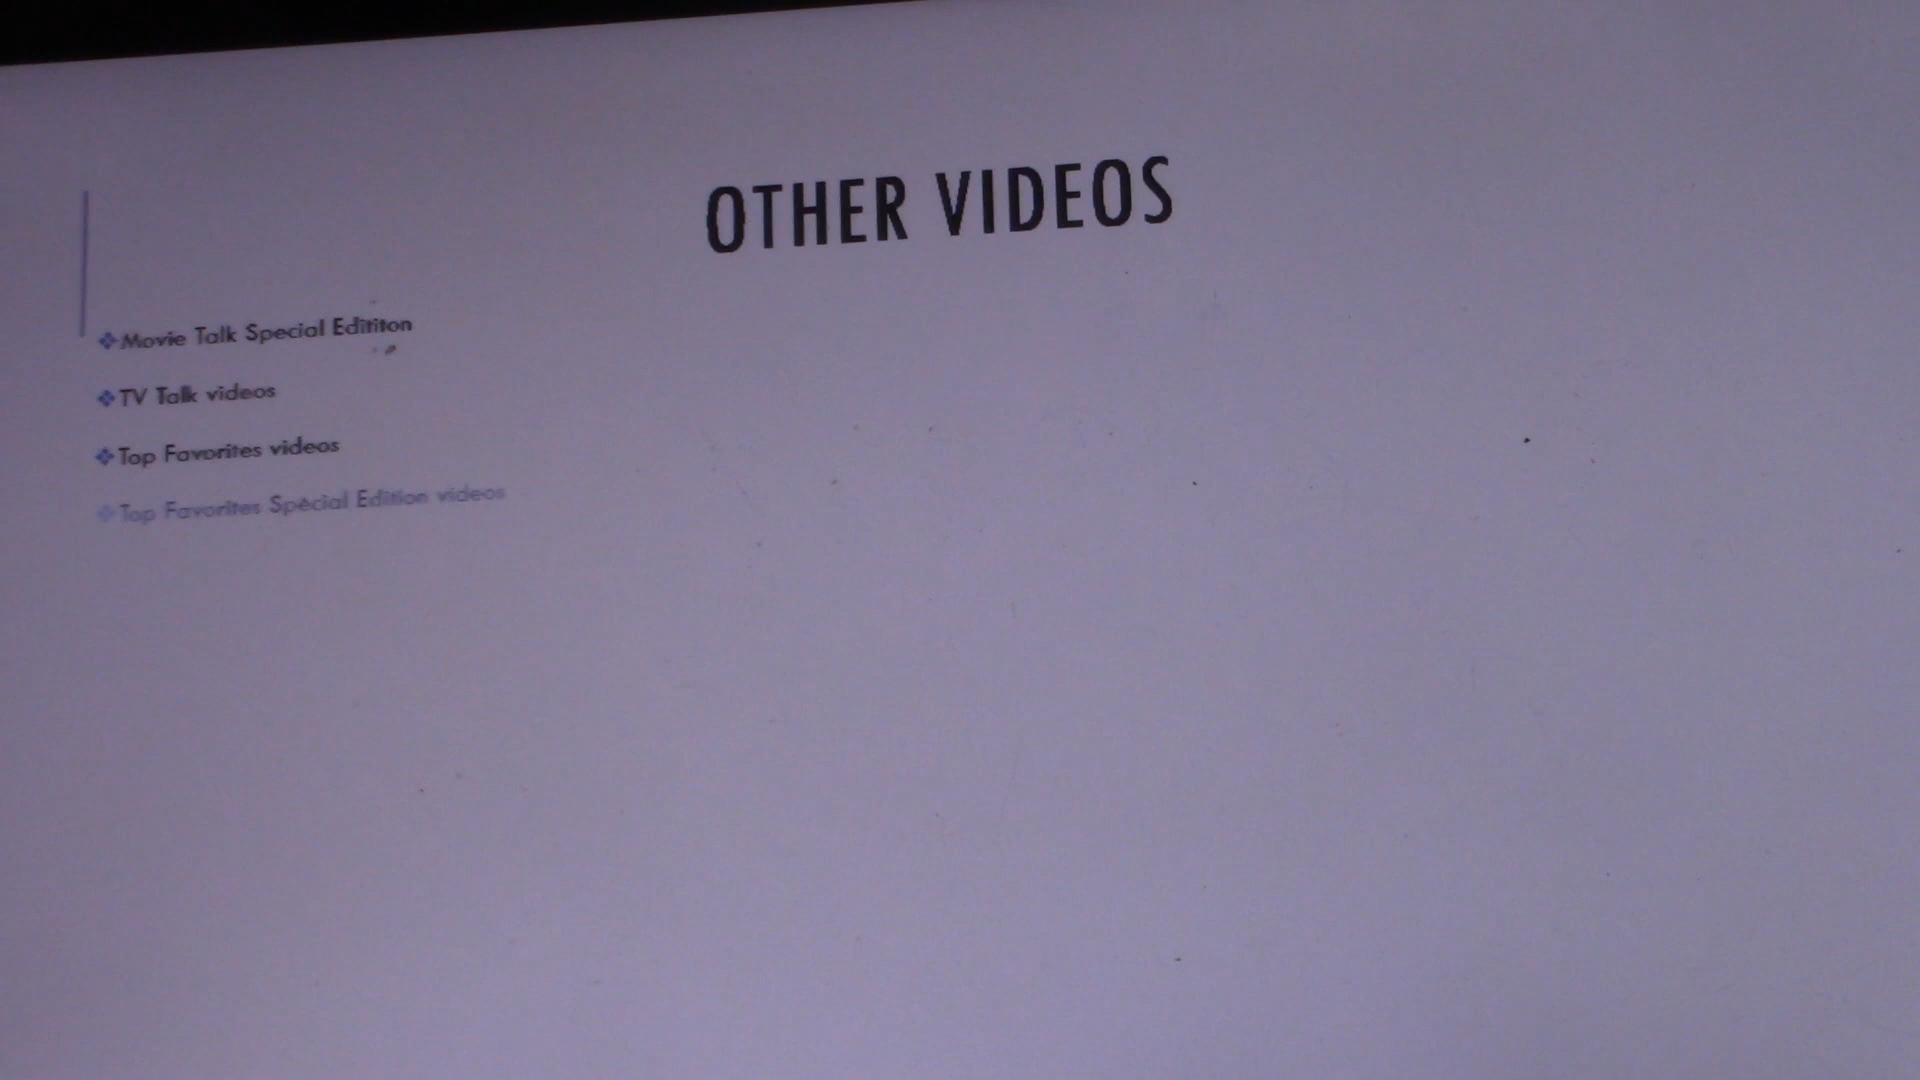 OTHER VIDEOS
Movie Talk Special Edititon
TV Talk videos
Top Favorites videos
Top Favorites Special Edition videos